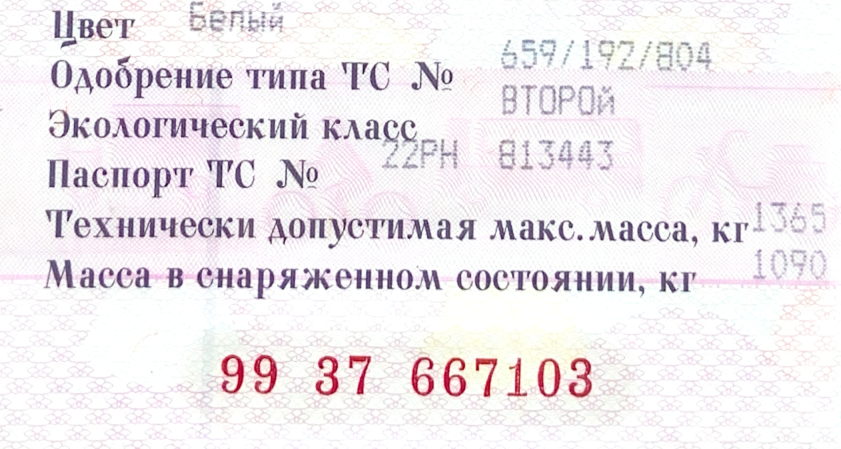 Цвет Белый
Одобрение типа ТС № 659/192/804
Экологический класс ВТОРОй
Паспорт ТС № 22РН 813443
Технически допустимая макс.масса, кг 1365
Масса в снаряженном состоянии, кг 1090
99 37 667103